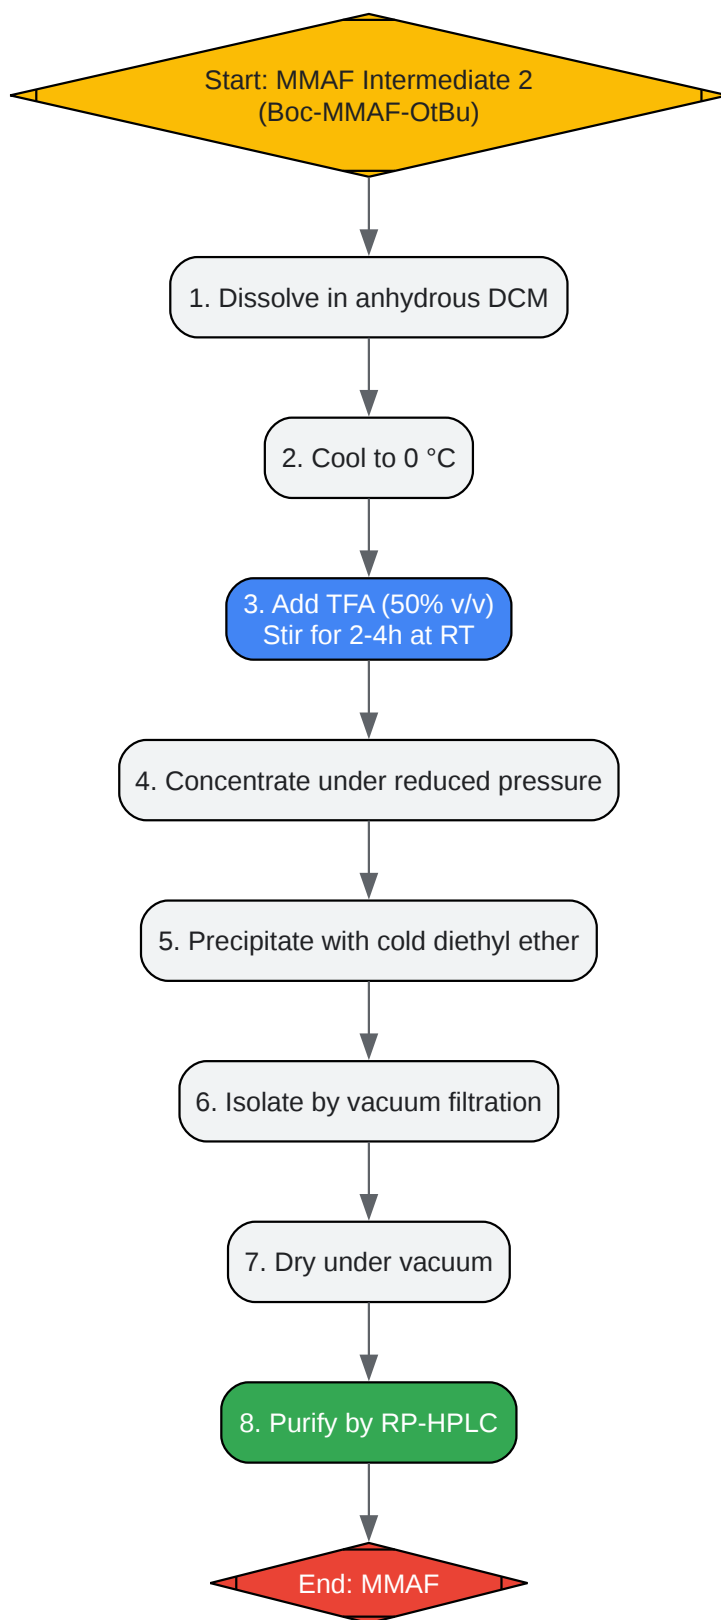 Start: MMAF Intermediate 2
(Boc-MMAF-OtBu)
1. Dissolve in anhydrous DCM
2. Cool to 0 °C
3. Add TFA (50% v/v)
Stir for 2-4h at RT
4. Concentrate under reduced pressure
5. Precipitate with cold diethyl ether
6. Isolate by vacuum filtration
7. Dry under vacuum
8. Purify by RP-HPLC
End: MMAF